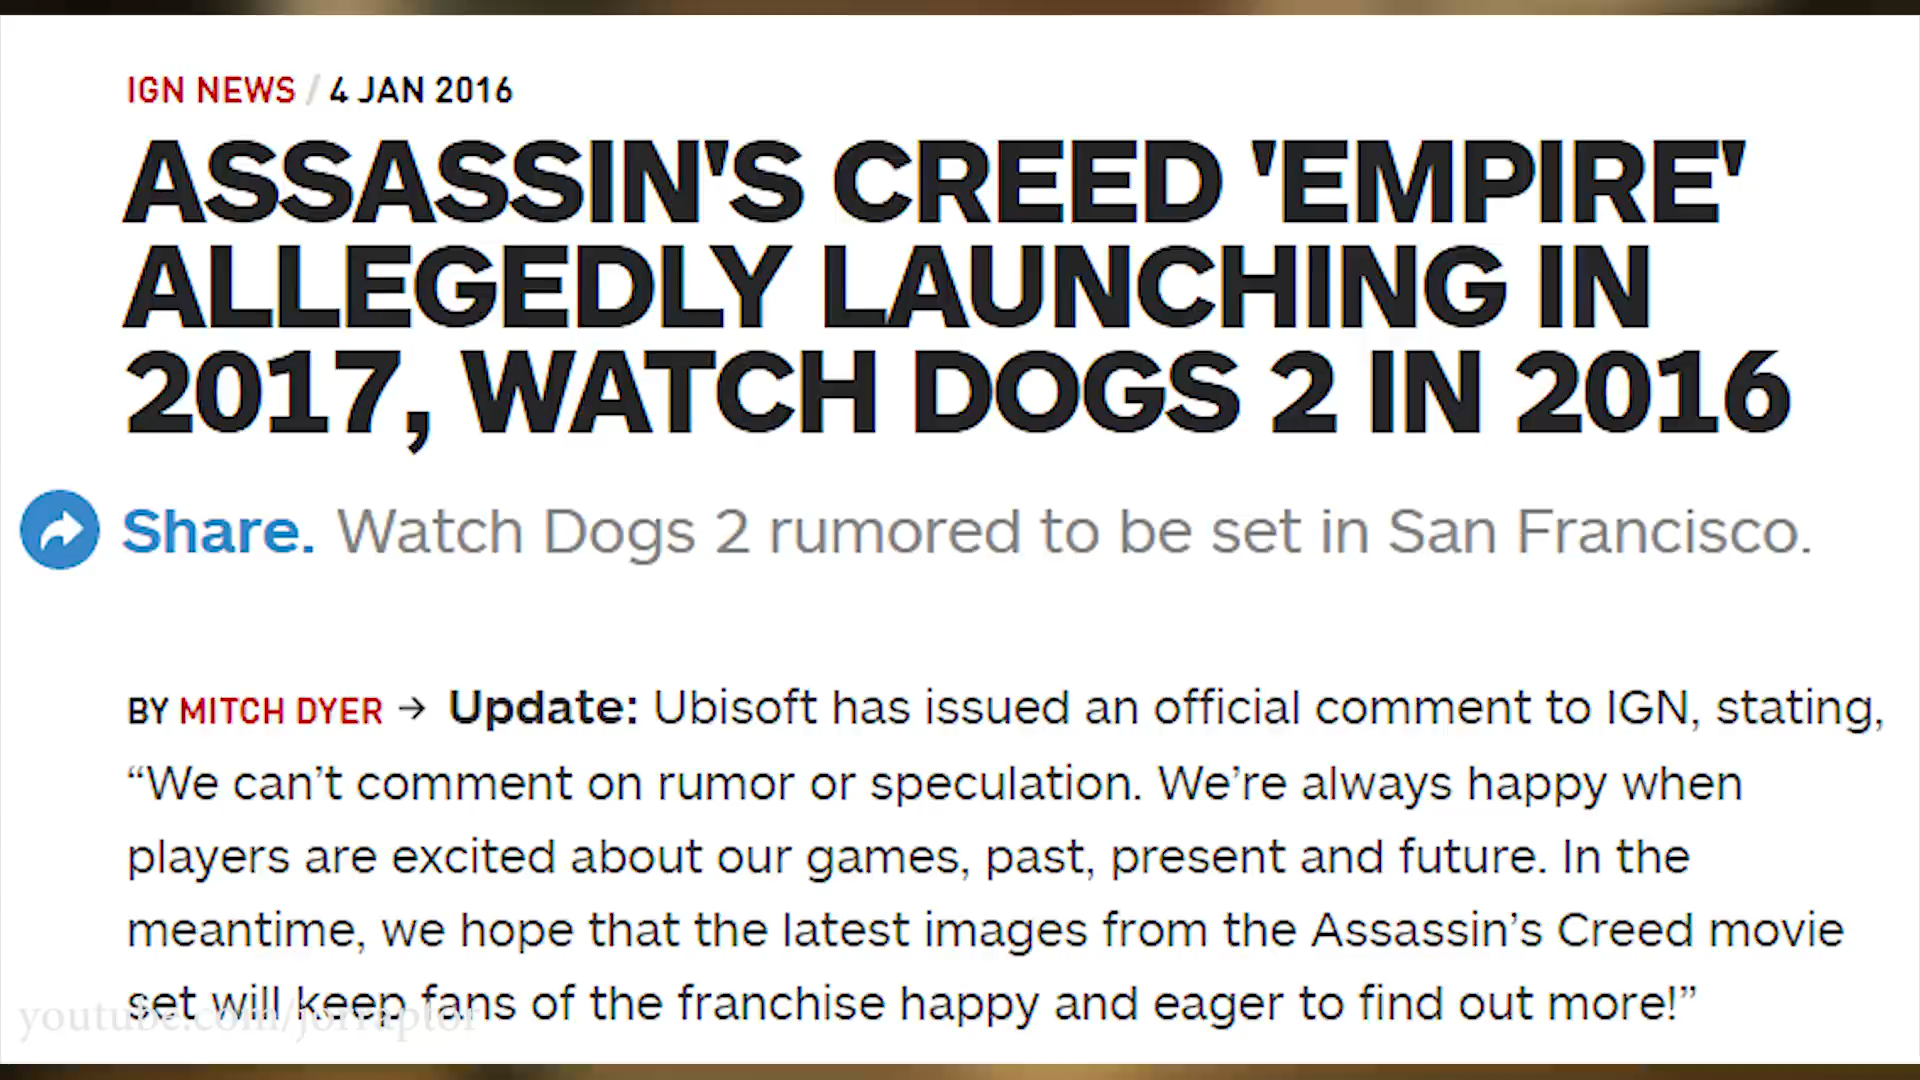 IGN NEWS / 4 JAN 2016
ASSASSIN'S CREED 'EMPIRE'
ALLEGEDLY LAUNCHING IN
2017, WATCH DOGS 2 IN 2016
Share. Watch Dogs 2 rumored to be set in San Francisco.
BY MITCH DYER → Update: Ubisoft has issued an official comment to IGN, stating,
“We can’t comment on rumor or speculation. We’re always happy when
players are excited about our games, past, present and future. In the
meantime, we hope that the latest images from the Assassin’s Creed movie
set will keep fans of the franchise happy and eager to find out more!”
youtube.com/jorraptor